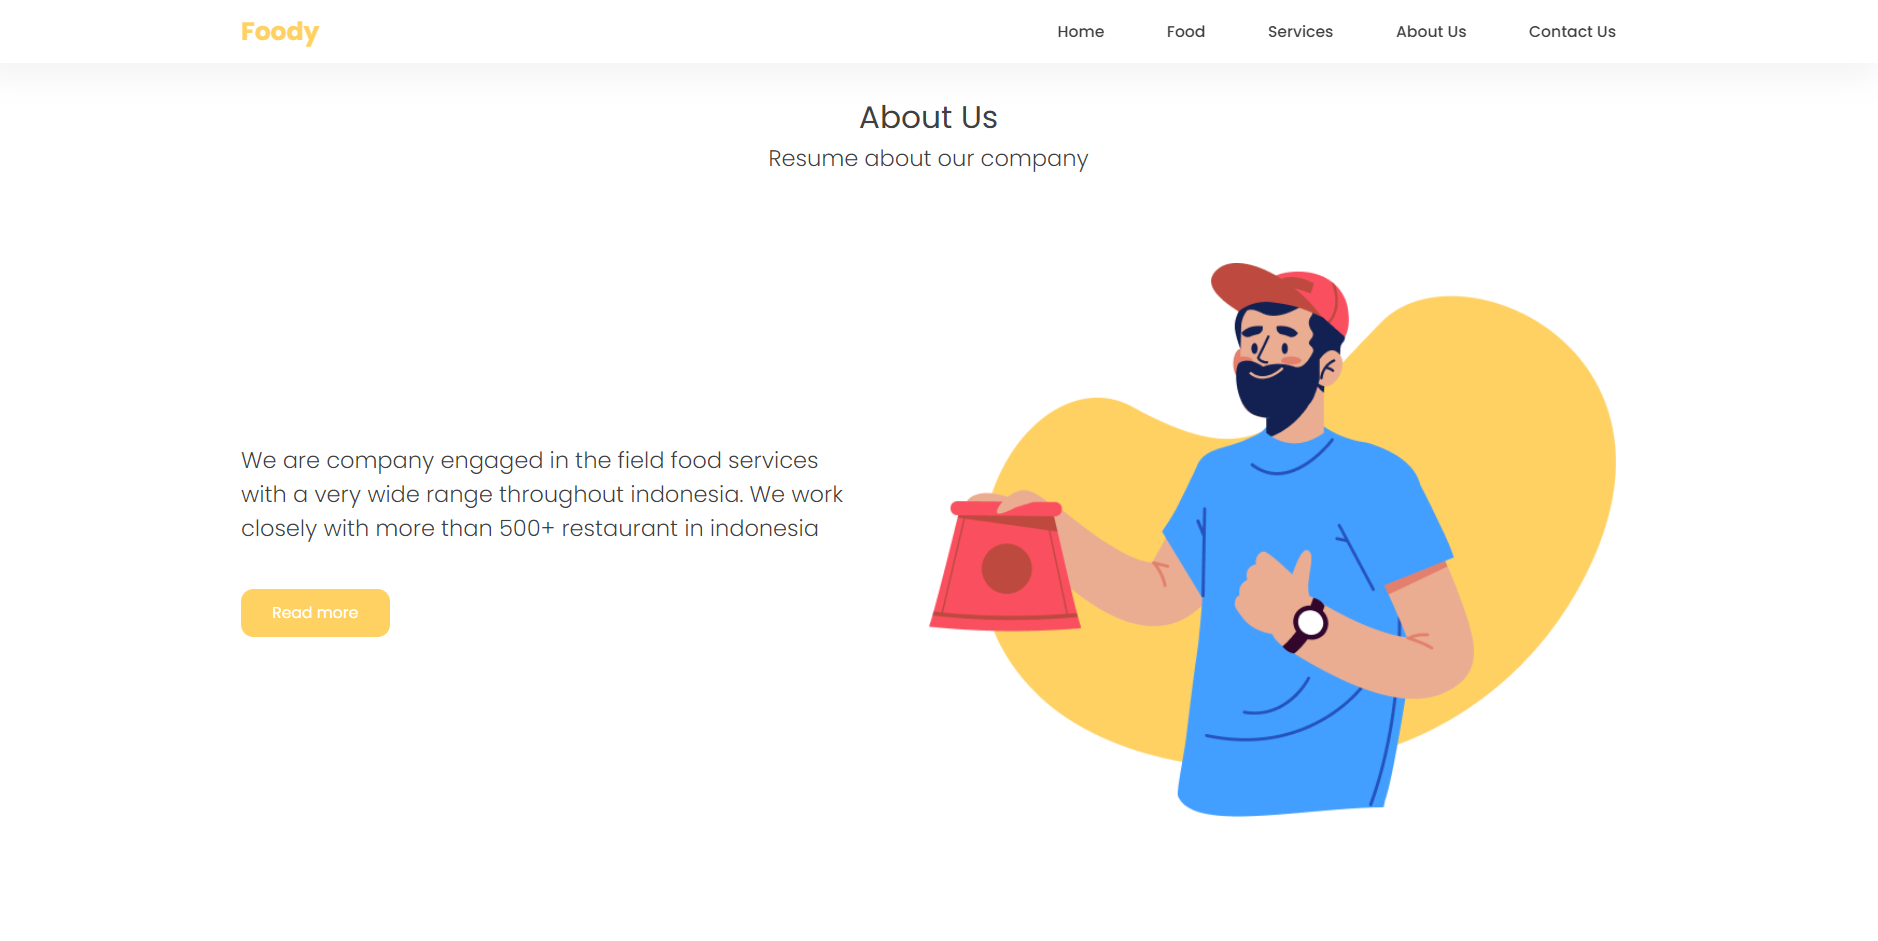 Foody
Home
Food
Services
About Us
Contact Us
About Us
Resume about our company
We are company engaged in the field food services
with a very wide range throughout indonesia. We work
closely with more than 500+ restaurant in indonesia
Read more